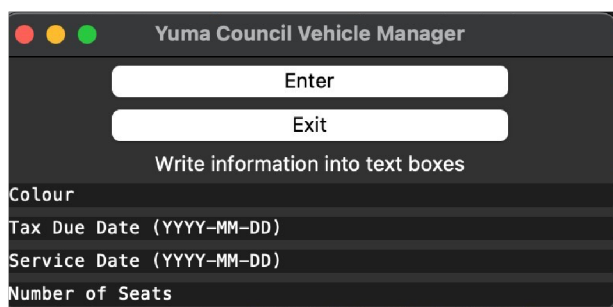 Yuma Council Vehicle Manager
Enter
Exit
Write information into text boxes
Colour
Tax Due Date (YYYY-MM-DD)
Service Date (YYYY-MM-DD)
Number of Seats